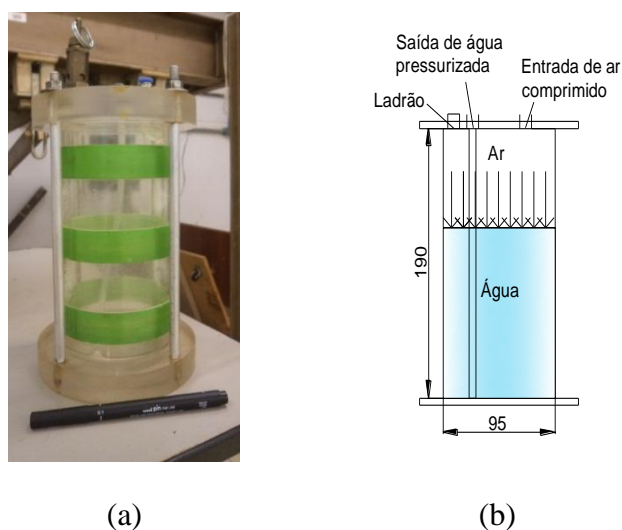 Saída de água
pressurizada
Entrada de ar
comprimido
Ladrão
Ar
190
Água
95
(a)
(b)